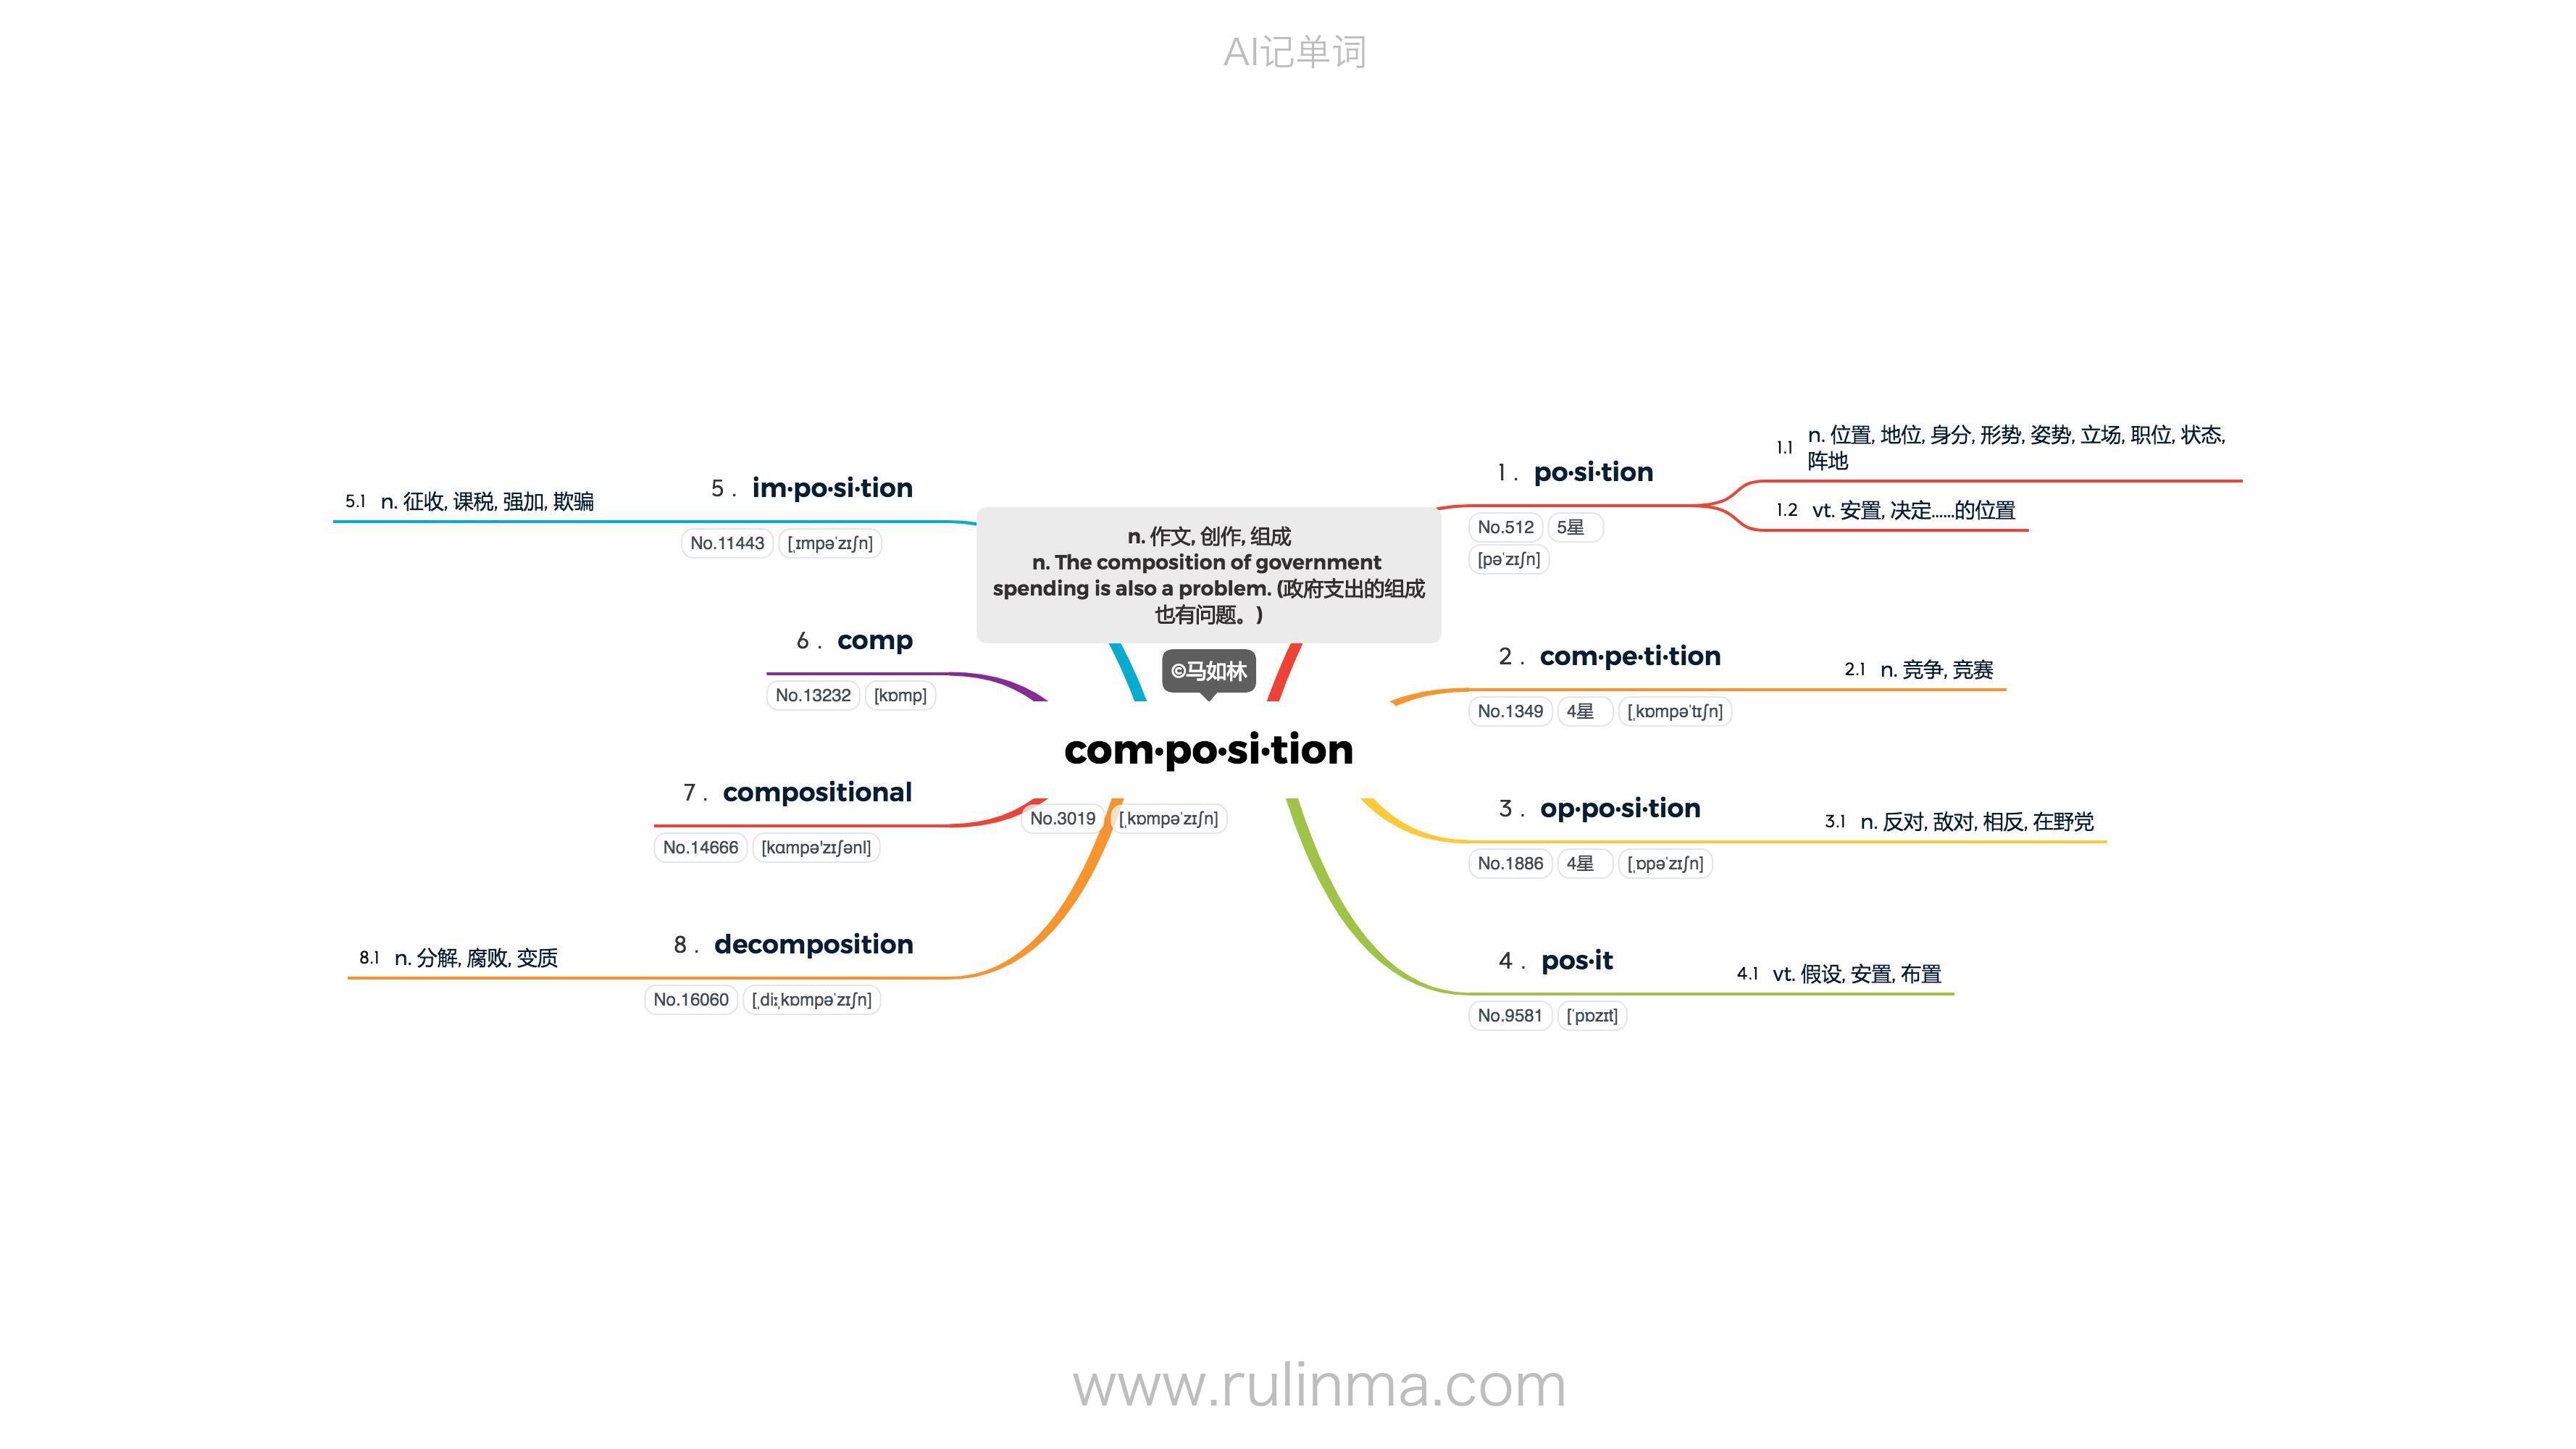 AI记单词
n. 作文, 创作, 组成
n. The composition of government
spending is also a problem. (政府支出的组成
也有问题。)
©马如林
com·po·si·tion
No.3019 [ˌkɒmpəˈzɪʃn]
1 . po·si·tion
No.512 5星
[pəˈzɪʃn]
1.1 n. 位置, 地位, 身分, 形势, 姿势, 立场, 职位, 状态,
阵地
1.2 vt. 安置, 决定……的位置
2 . com·pe·ti·tion
No.1349 4星 [ˌkɒmpəˈtɪʃn]
2.1 n. 竞争, 竞赛
3 . op·po·si·tion
No.1886 4星 [ˌɒpəˈzɪʃn]
3.1 n. 反对, 敌对, 相反, 在野党
4 . pos·it
No.9581 [ˈpɒzɪt]
4.1 vt. 假设, 安置, 布置
5 . im·po·si·tion
No.11443 [ˌɪmpəˈzɪʃn]
5.1 n. 征收, 课税, 强加, 欺骗
6 . comp
No.13232 [kɒmp]
7 . compositional
No.14666 [kɑmpə'zɪʃənl]
8 . decomposition
No.16060 [ˌdiːˌkɒmpəˈzɪʃn]
8.1 n. 分解, 腐败, 变质
www.rulinma.com